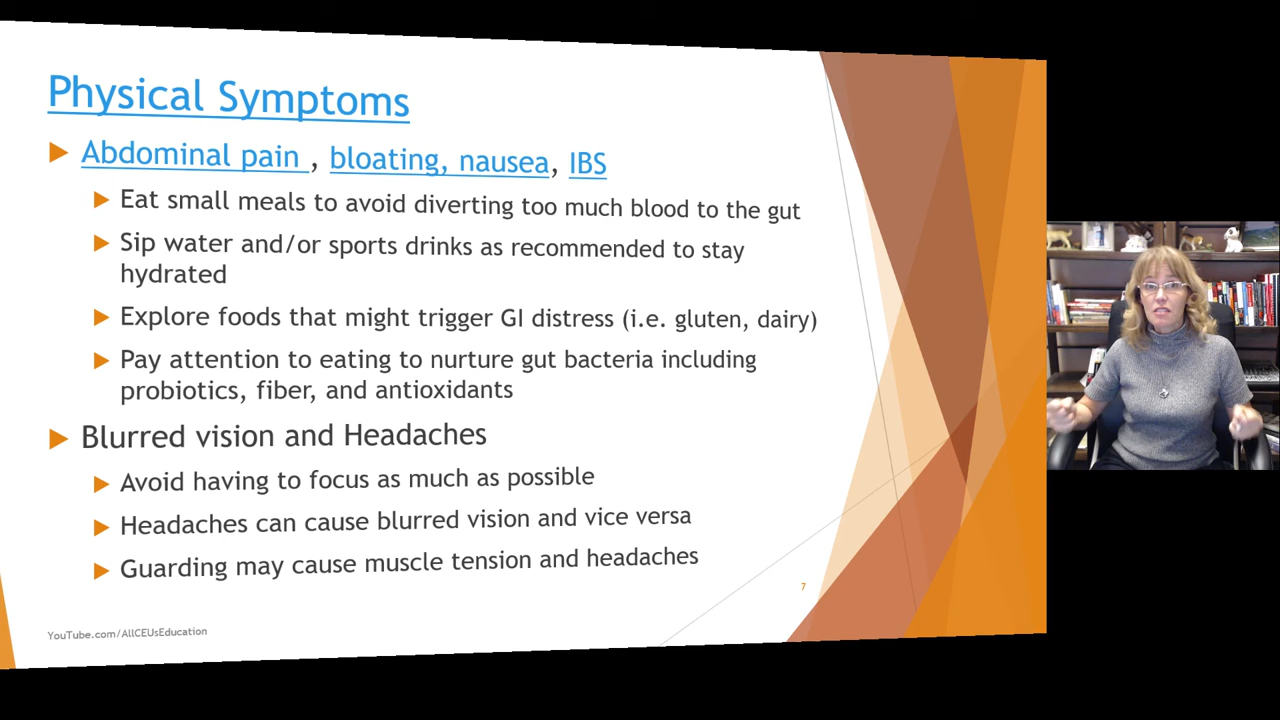 Physical Symptoms
Abdominal pain , bloating, nausea, IBS
Eat small meals to avoid diverting too much blood to the gut
Sip water and/or sports drinks as recommended to stay
hydrated
Explore foods that might trigger GI distress (i.e. gluten, dairy)
Pay attention to eating to nurture gut bacteria including
probiotics, fiber, and antioxidants
Blurred vision and Headaches
Avoid having to focus as much as possible
Headaches can cause blurred vision and vice versa
Guarding may cause muscle tension and headaches
7
YouTube.com/AllCEUsEducation